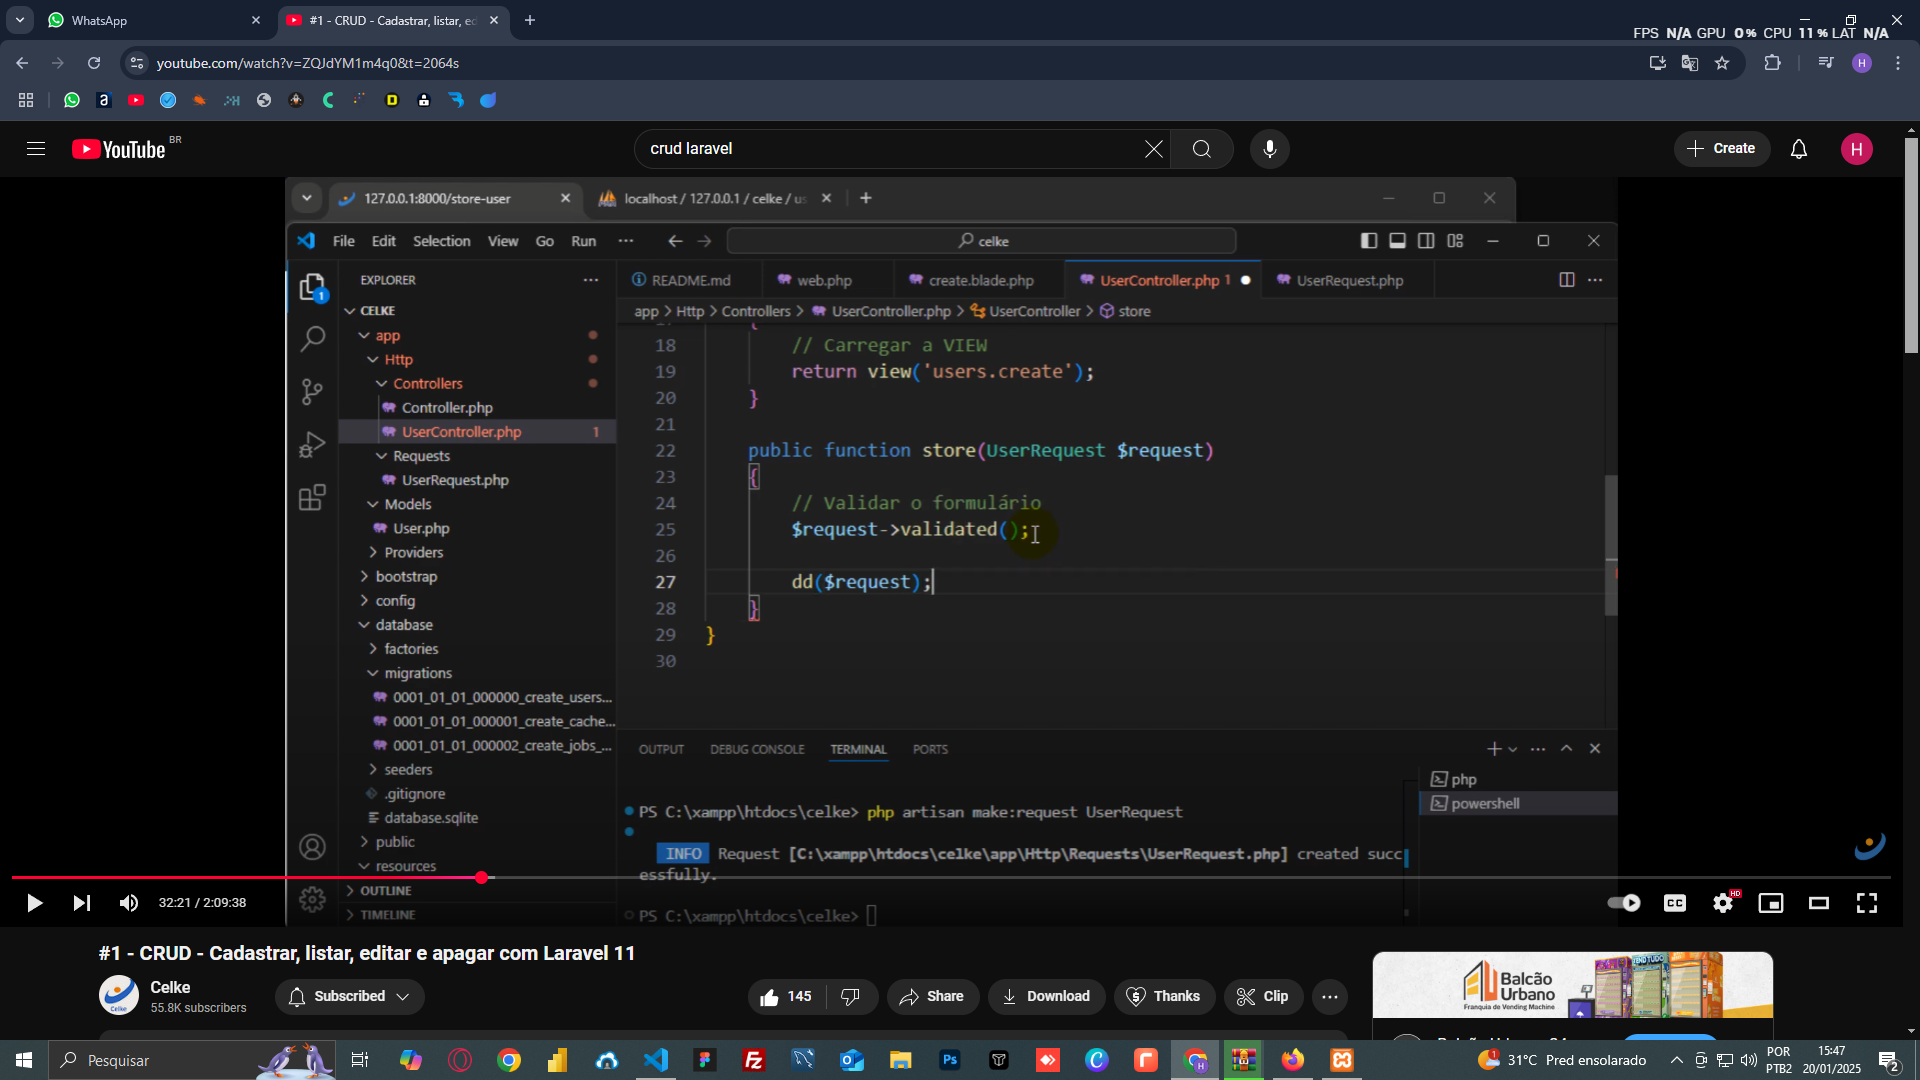 WhatsApp
#1 - CRUD - Cadastrar, listar, ed
FPS N/A GPU 0% CPU 11% LAT N/A
youtube.com/watch?v=ZQJdYM1m4q0&t=2064s
H
YouTube BR
crud laravel
Create
H
127.0.0.1:8000/store-user
localhost / 127.0.0.1 / celke / us
File Edit Selection View Go Run
celke
EXPLORER
README.md
web.php
create.blade.php
UserController.php 1
UserRequest.php
app > Http > Controllers > UserController.php > UserController > store
1
CELKE
app
Http
Controllers
Controller.php
UserController.php 1
Requests
UserRequest.php
Models
User.php
Providers
bootstrap
config
database
factories
migrations
0001_01_01_000000_create_users...
0001_01_01_000001_create_cache...
0001_01_01_000002_create_jobs_...
seeders
.gitignore
database.sqlite
public
resources
OUTLINE
TIMELINE
18 // Carregar a VIEW
19 return view('users.create');
20 }
21
22 public function store(UserRequest $request)
23 {
24 // Validar o formulário
25 $request->validated();
26
27 dd($request);
28 }
29 }
30
OUTPUT DEBUG CONSOLE TERMINAL PORTS
php
powershell
PS C:\xampp\htdocs\celke> php artisan make:request UserRequest
INFO Request [C:\xampp\htdocs\celke\app\Http\Requests\UserRequest.php] created succ
essfully.
PS C:\xampp\htdocs\celke>
32:21 / 2:09:38
CC
HD
#1 - CRUD - Cadastrar, listar, editar e apagar com Laravel 11
Celke
Celke
55.8K subscribers
Subscribed
145
Share
Download
Thanks
Clip
Balcão
Urbano
Franquia de Vending Machine
Pesquisar
31°C Pred ensolarado
POR
PTB2
15:47
20/01/2025
2